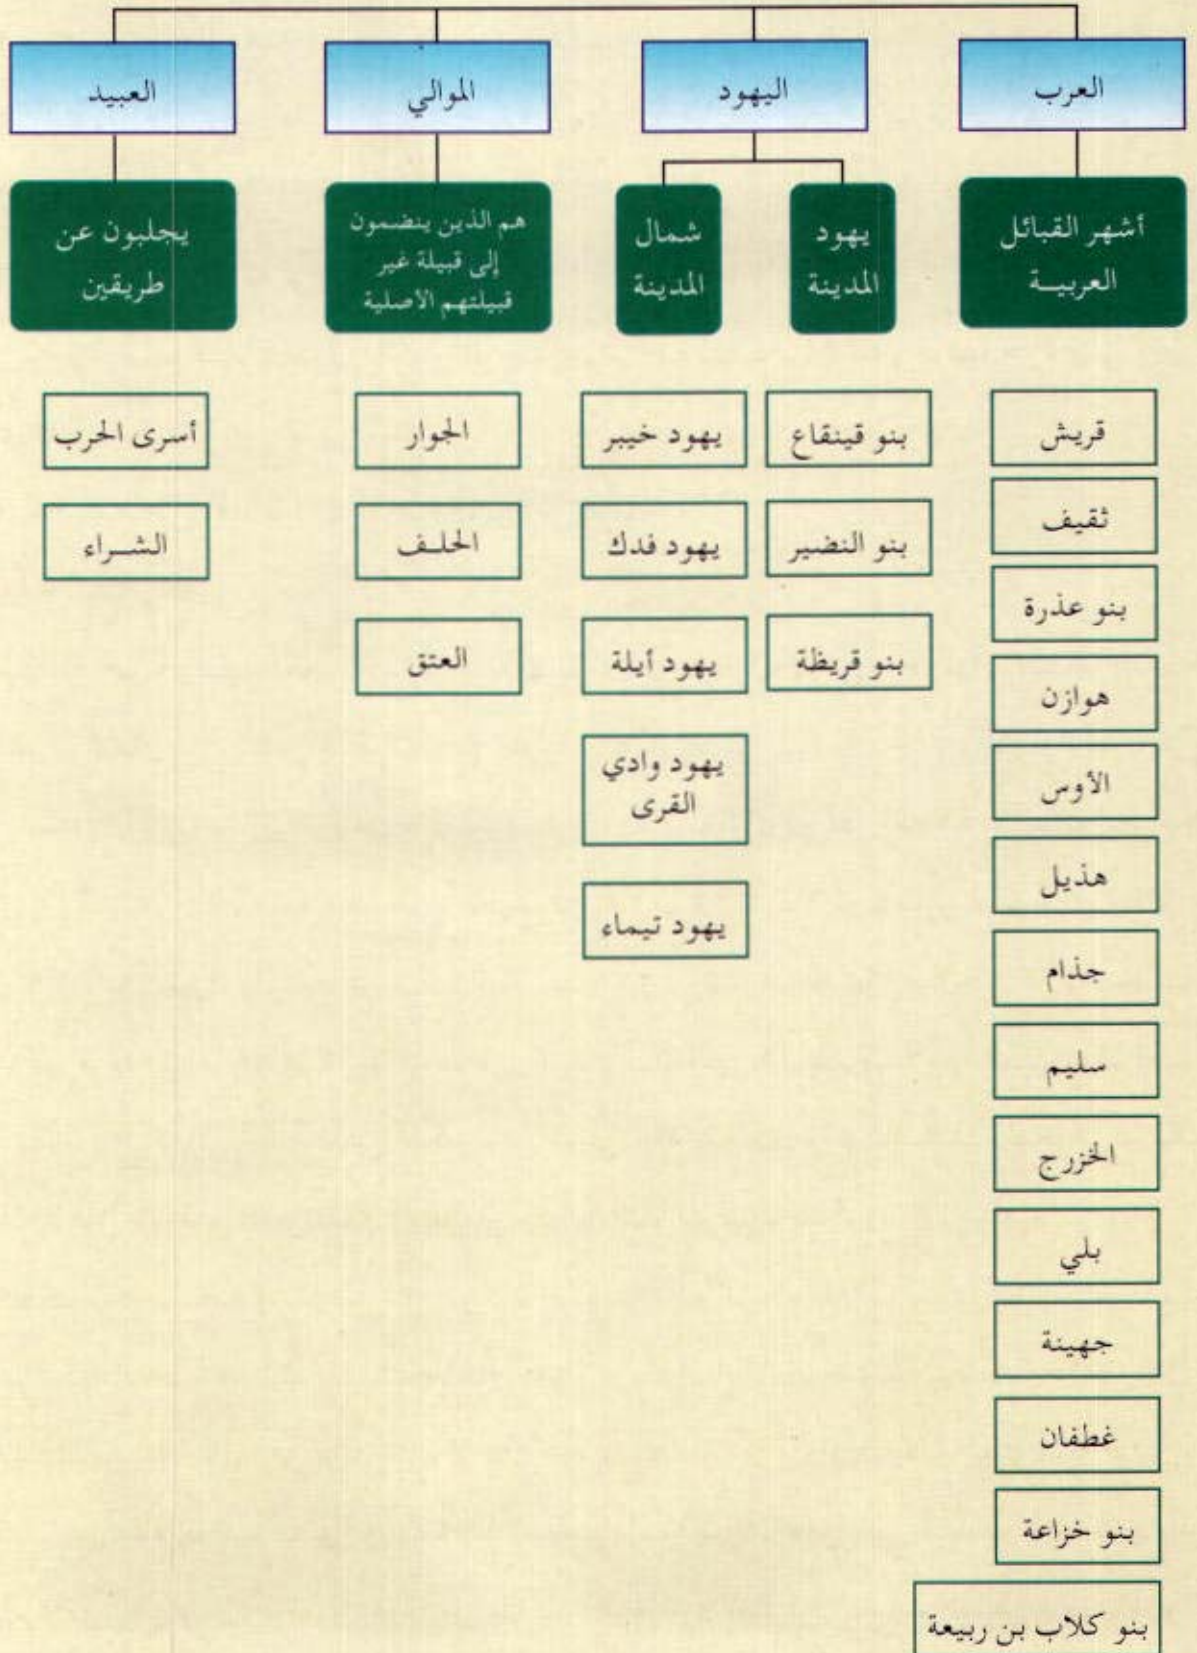 العرب
اليهود
الموالي
العبيد
أشهر القبائل
العربيــة
يهود
المدينة
شمال
المدينة
هم الذين ينضمون
إلى قبيلة غير
قبيلتهم الأصلية
يجلبون عن
طريقين
قريش
ثقيف
بنو عذرة
هوازن
الأوس
هذيل
جذام
سليم
الخزرج
بلي
جهينة
غطفان
بنو خزاعة
بنو كلاب بن ربيعة
بنو قينقاع
بنو النضير
بنو قريظة
يهود خيبر
يهود فدك
يهود أيلة
يهود وادي
القرى
يهود تيماء
الجوار
الحلـف
العتق
أسرى الحرب
الشــراء